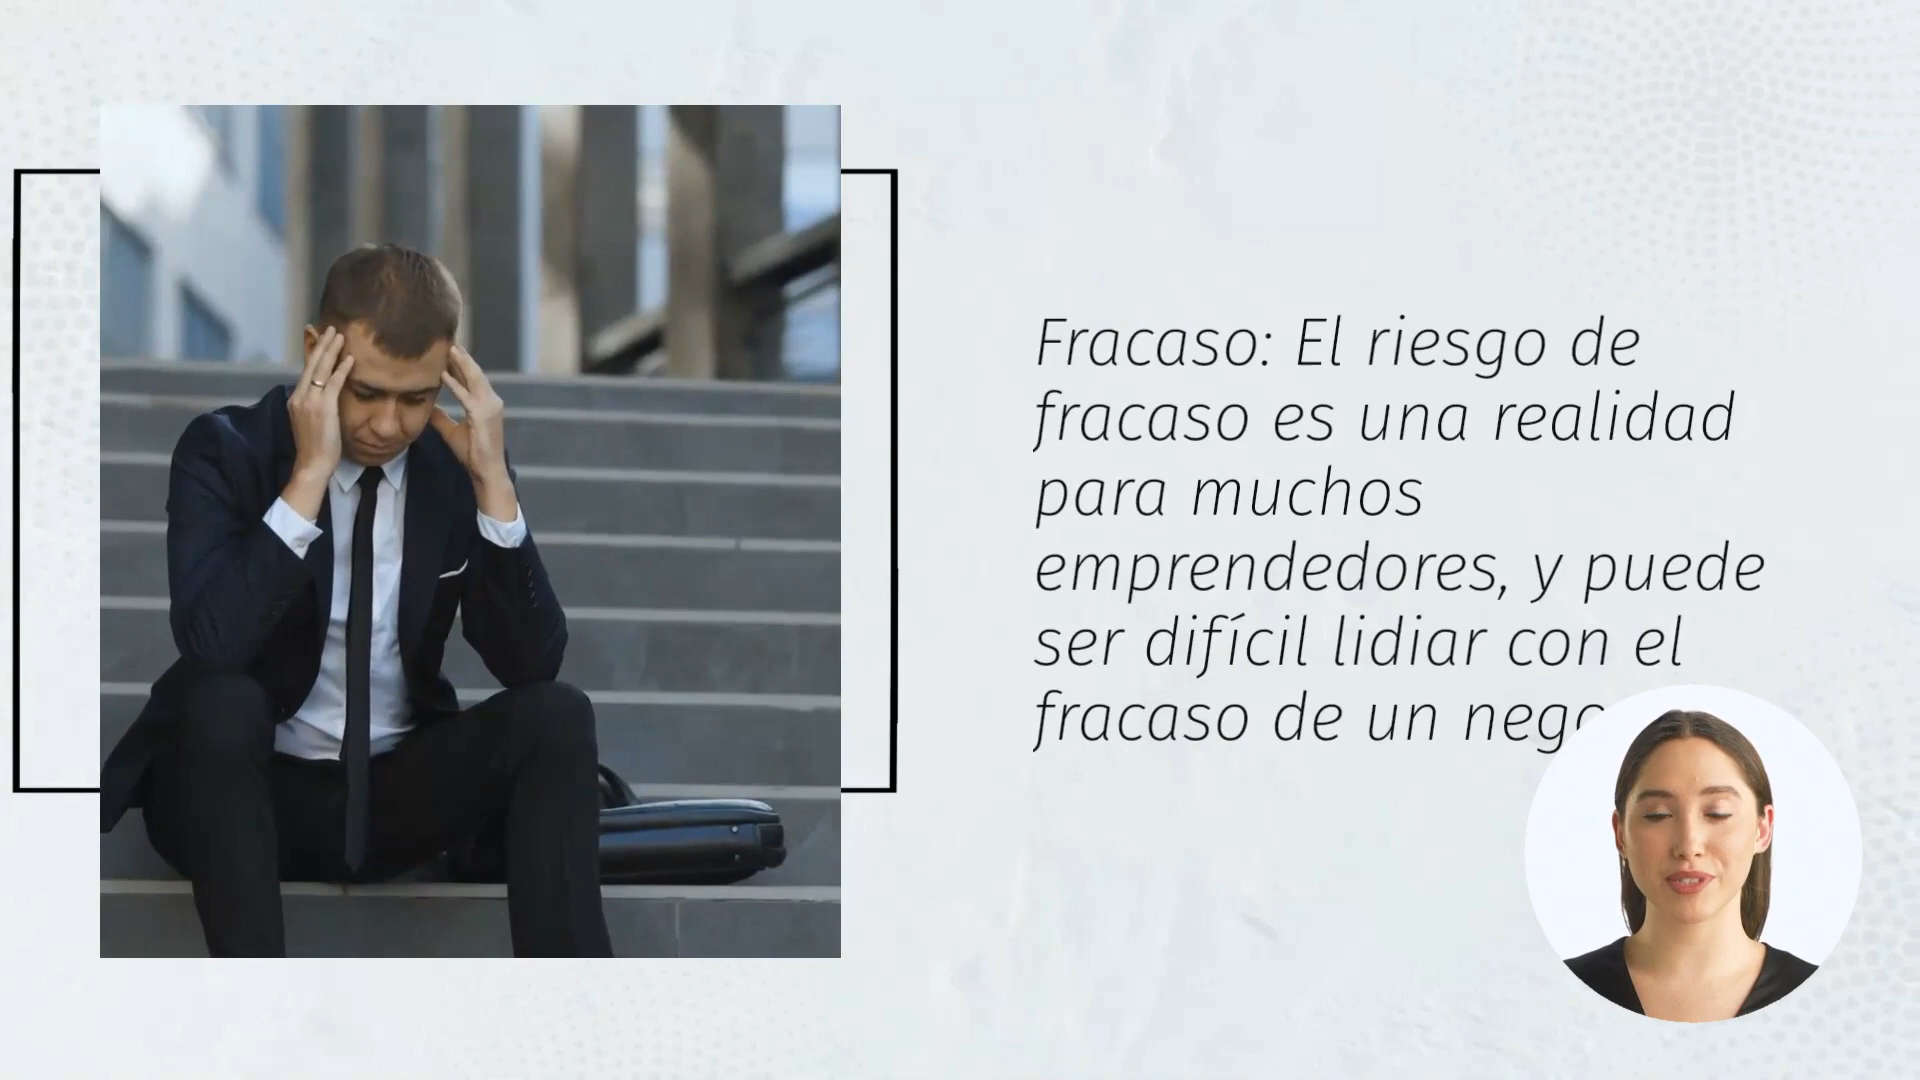 Fracaso: El riesgo de
fracaso es una realidad
para muchos
emprendedores, y puede
ser difícil lidiar con el
fracaso de un